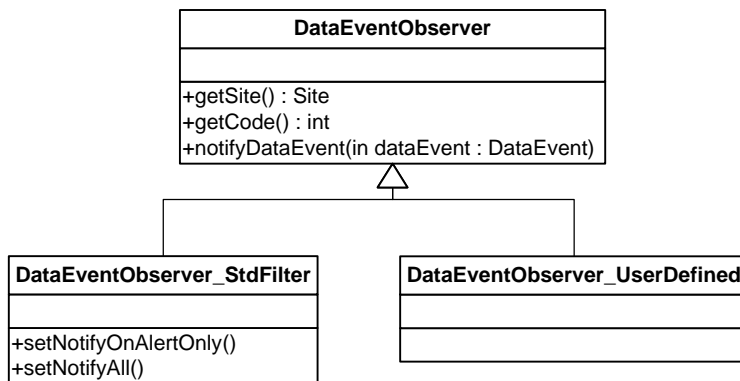 DataEventObserver
+getSite() : Site
+getCode() : int
+notifyDataEvent(in dataEvent : DataEvent)
DataEventObserver_StdFilter
+setNotifyOnAlertOnly()
+setNotifyAll()
DataEventObserver_UserDefined